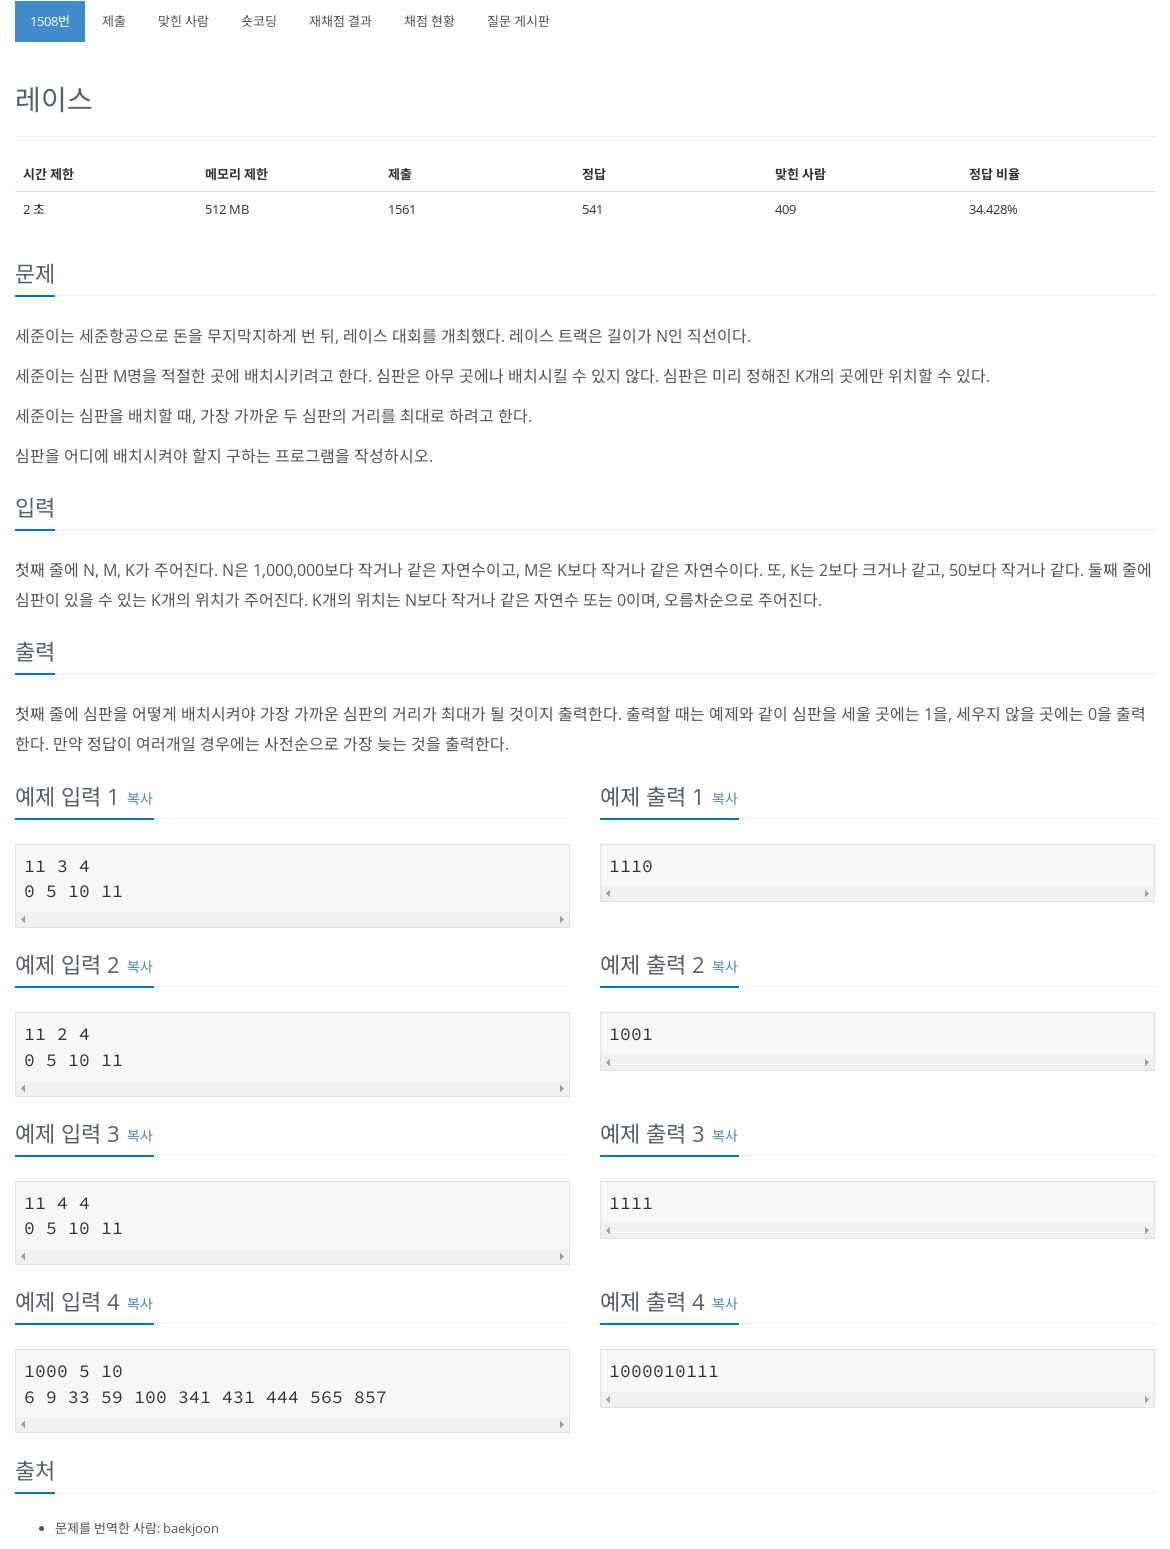 1508번 제출 맞힌 사람 숏코딩 재채점 결과 채점 현황 질문 게시판
레이스
시간 제한 메모리 제한 제출 정답 맞힌 사람 정답 비율
2 초 512 MB 1561 541 409 34.428%
문제
세준이는 세준항공으로 돈을 무지막지하게 번 뒤, 레이스 대회를 개최했다. 레이스 트랙은 길이가 N인 직선이다.
세준이는 심판 M명을 적절한 곳에 배치시키려고 한다. 심판은 아무 곳에나 배치시킬 수 있지 않다. 심판은 미리 정해진 K개의 곳에만 위치할 수 있다.
세준이는 심판을 배치할 때, 가장 가까운 두 심판의 거리를 최대로 하려고 한다.
심판을 어디에 배치시켜야 할지 구하는 프로그램을 작성하시오.
입력
첫째 줄에 N, M, K가 주어진다. N은 1,000,000보다 작거나 같은 자연수이고, M은 K보다 작거나 같은 자연수이다. 또, K는 2보다 크거나 같고, 50보다 작거나 같다. 둘째 줄에
심판이 있을 수 있는 K개의 위치가 주어진다. K개의 위치는 N보다 작거나 같은 자연수 또는 0이며, 오름차순으로 주어진다.
출력
첫째 줄에 심판을 어떻게 배치시켜야 가장 가까운 심판의 거리가 최대가 될 것이지 출력한다. 출력할 때는 예제와 같이 심판을 세울 곳에는 1을, 세우지 않을 곳에는 0을 출력
한다. 만약 정답이 여러개일 경우에는 사전순으로 가장 늦는 것을 출력한다.
예제 입력 1 복사
11 3 4
0 5 10 11
예제 출력 1 복사
1110
예제 입력 2 복사
11 2 4
0 5 10 11
예제 출력 2 복사
1001
예제 입력 3 복사
11 4 4
0 5 10 11
예제 출력 3 복사
1111
예제 입력 4 복사
1000 5 10
6 9 33 59 100 341 431 444 565 857
예제 출력 4 복사
1000010111
출처
문제를 번역한 사람: baekjoon